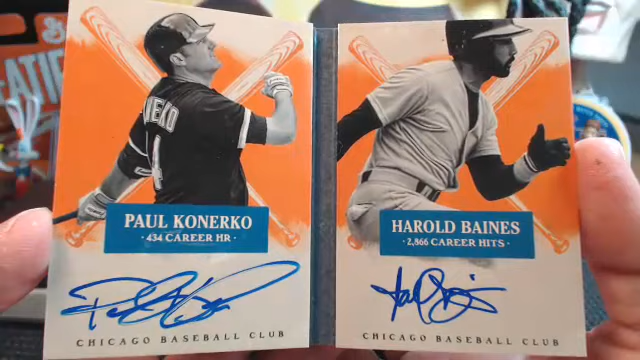 PAUL KONERKO
· 434 CAREER HR ·
CHICAGO BASEBALL CLUB
HAROLD BAINES
· 2,866 CAREER HITS ·
CHICAGO BASEBALL CLUB